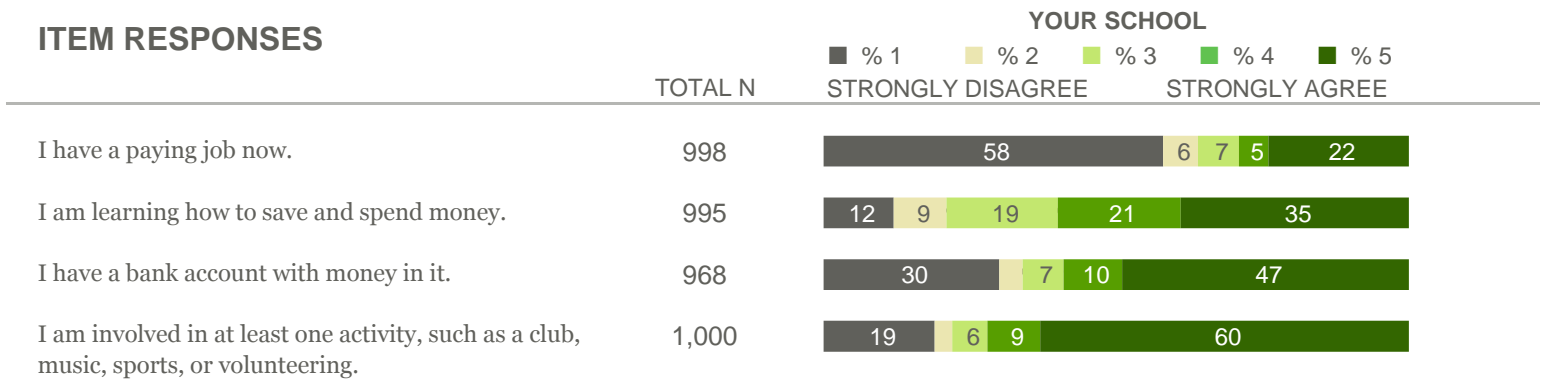 YOUR SCHOOL
ITEM RESPONSES
% 1 % 2 % 3 % 4 % 5
TOTAL N STRONGLY DISAGREE STRONGLY AGREE
I have a paying job now. 998 58 6 7 5 22
I am learning how to save and spend money. 995 12 9 19 21 35
I have a bank account with money in it. 968 30 7 10 47
I am involved in at least one activity, such as a club, 1,000 19 6 9 60
music, sports, or volunteering.